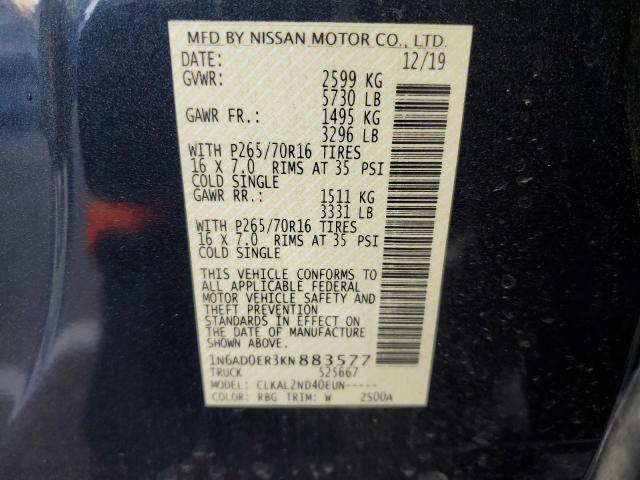 MFD BY NISSAN MOTOR CO., LTD.
DATE: 12/19
GVWR: 2599 KG
5730 LB
GAWR FR.: 1495 KG
3296 LB
WITH P265/70R16 TIRES
16 X 7.0 RIMS AT 35 PSI
COLD SINGLE
GAWR RR.: 1511 KG
3331 LB
WITH P265/70R16 TIRES
16 X 7.0 RIMS AT 35 PSI
COLD SINGLE
THIS VEHICLE CONFORMS TO
ALL APPLICABLE FEDERAL
MOTOR VEHICLE SAFETY AND
THEFT PREVENTION
STANDARDS IN EFFECT ON
THE DATE OF MANUFACTURE
SHOWN ABOVE.
1N6AD0ER3KN883577
TRUCK 525667
MODEL: CLKAL2ND40EUN-----
COLOR: RBG TRIM: W 2S00A